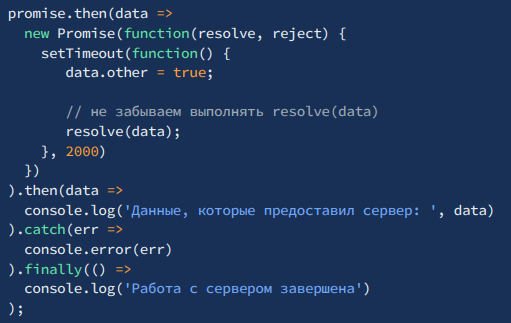 promise.then(data =>
  new Promise(function(resolve, reject) {
    setTimeout(function() {
       data.other = true;

       // не забываем выполнять resolve(data)
       resolve(data);
    }, 2000)
  })
).then(data =>
  console.log('Данные, которые предоставил сервер: ', data)
).catch(err =>
  console.error(err)
).finally(() =>
  console.log('Работа с сервером завершена')
);